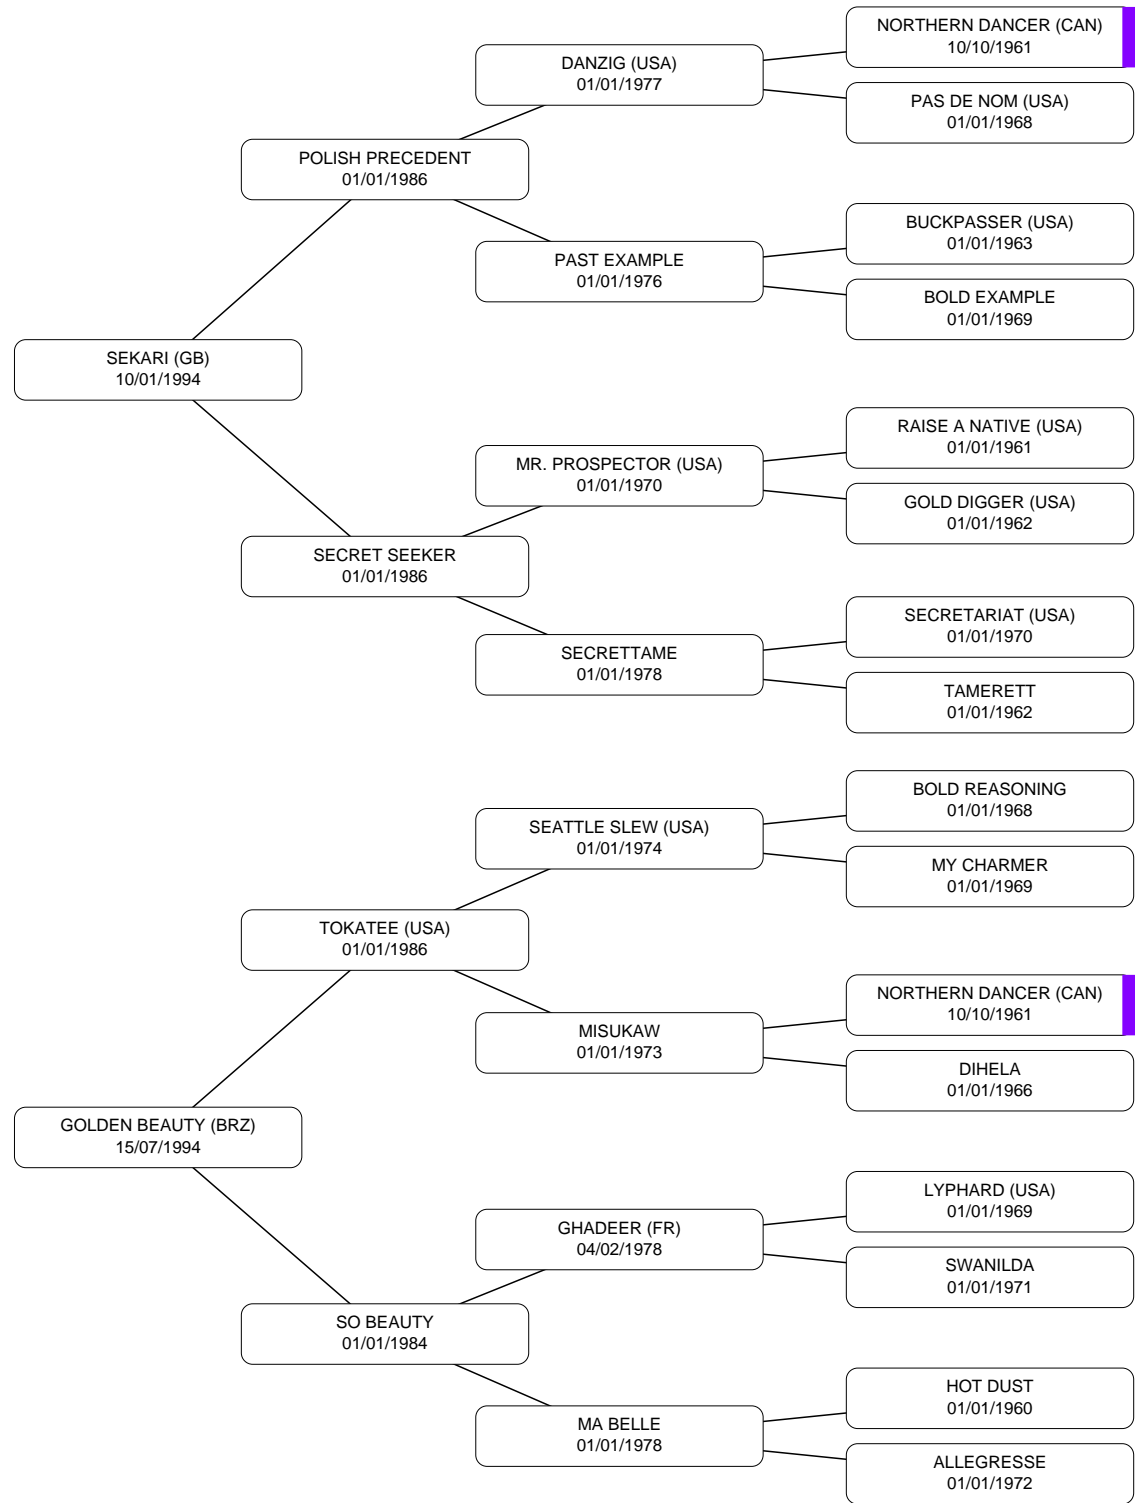 NORTHERN DANCER (CAN)
10/10/1961
DANZIG (USA)
01/01/1977
PAS DE NOM (USA)
01/01/1968
POLISH PRECEDENT
01/01/1986
BUCKPASSER (USA)
01/01/1963
PAST EXAMPLE
01/01/1976
BOLD EXAMPLE
01/01/1969
SEKARI (GB)
10/01/1994
RAISE A NATIVE (USA)
01/01/1961
MR. PROSPECTOR (USA)
01/01/1970
GOLD DIGGER (USA)
01/01/1962
SECRET SEEKER
01/01/1986
SECRETARIAT (USA)
01/01/1970
SECRETTAME
01/01/1978
TAMERETT
01/01/1962
BOLD REASONING
01/01/1968
SEATTLE SLEW (USA)
01/01/1974
MY CHARMER
01/01/1969
TOKATEE (USA)
01/01/1986
NORTHERN DANCER (CAN)
10/10/1961
MISUKAW
01/01/1973
DIHELA
01/01/1966
GOLDEN BEAUTY (BRZ)
15/07/1994
LYPHARD (USA)
01/01/1969
GHADEER (FR)
04/02/1978
SWANILDA
01/01/1971
SO BEAUTY
01/01/1984
HOT DUST
01/01/1960
MA BELLE
01/01/1978
ALLEGRESSE
01/01/1972